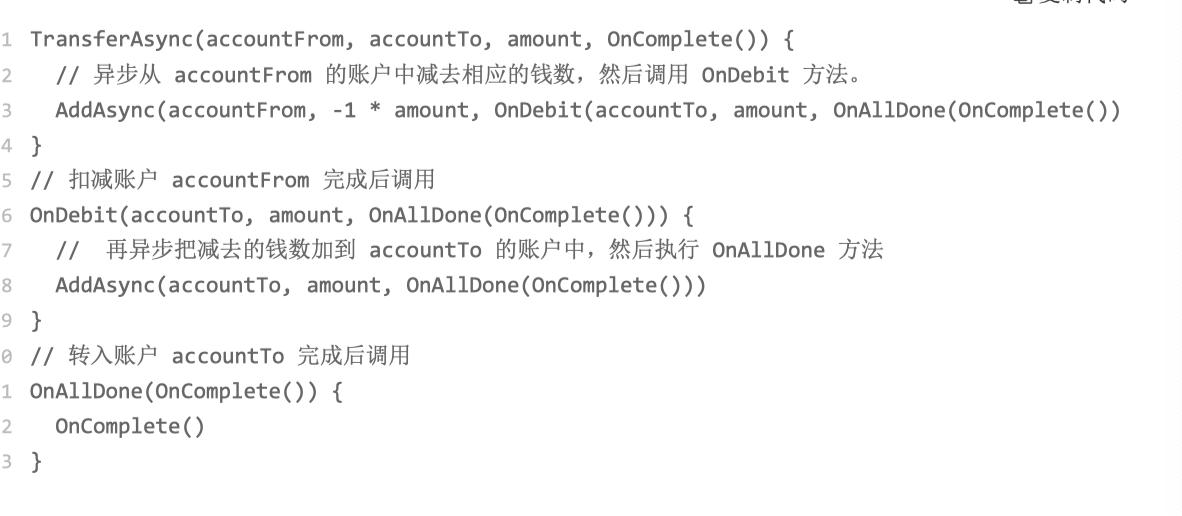 1 TransferAsync(accountFrom, accountTo, amount, OnComplete()) {
2 // 异步从 accountFrom 的账户中减去相应的钱数，然后调用 OnDebit 方法。
3 AddAsync(accountFrom, -1 * amount, OnDebit(accountTo, amount, OnAllDone(OnComplete())
4 }
5 // 扣减账户 accountFrom 完成后调用
6 OnDebit(accountTo, amount, OnAllDone(OnComplete())) {
7 //  再异步把减去的钱数加到 accountTo 的账户中，然后执行 OnAllDone 方法
8 AddAsync(accountTo, amount, OnAllDone(OnComplete()))
9 }
0 // 转入账户 accountTo 完成后调用
1 OnAllDone(OnComplete()) {
2 OnComplete()
3 }